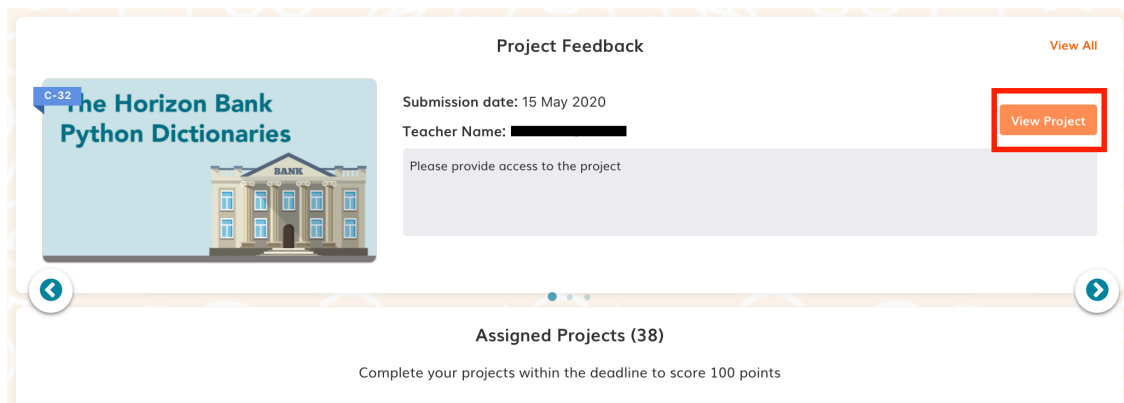 Project Feedback
View All
C-32
The Horizon Bank
Python Dictionaries
BANK
Submission date: 15 May 2020
Teacher Name:
View Project
Please provide access to the project
Assigned Projects (38)
Complete your projects within the deadline to score 100 points